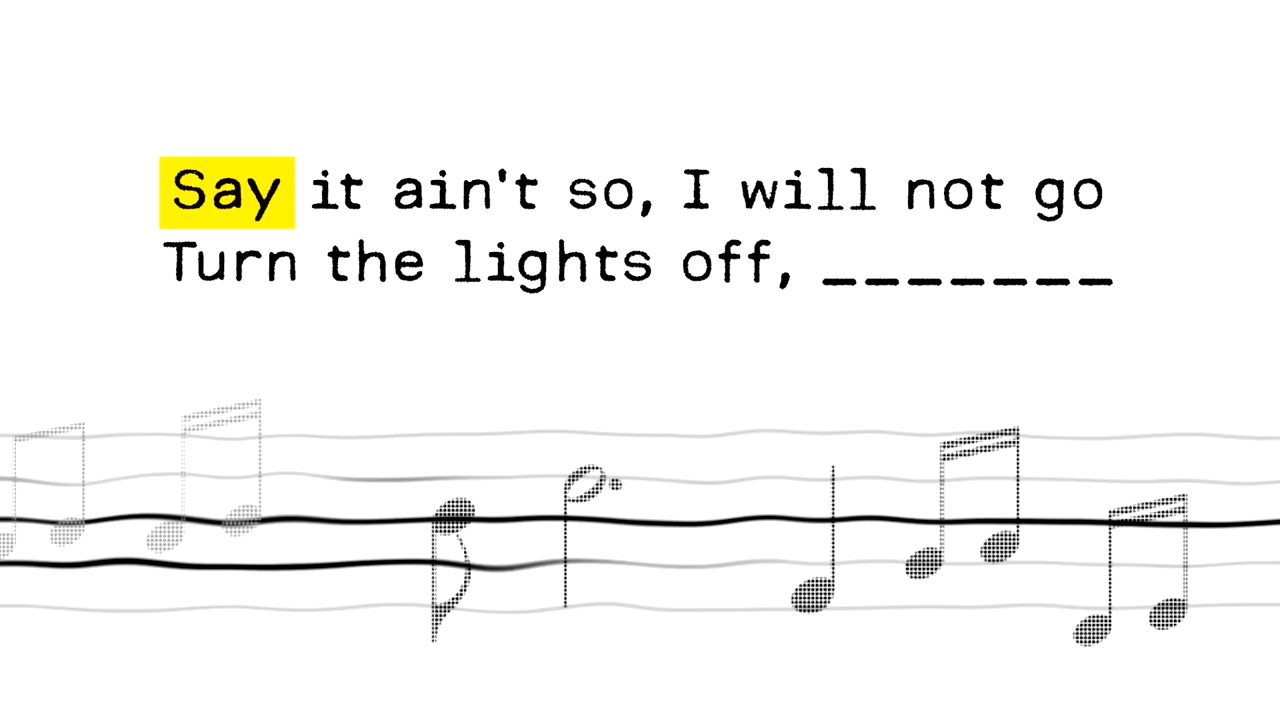 Say it ain't so, I will not go
Turn the lights off, _______